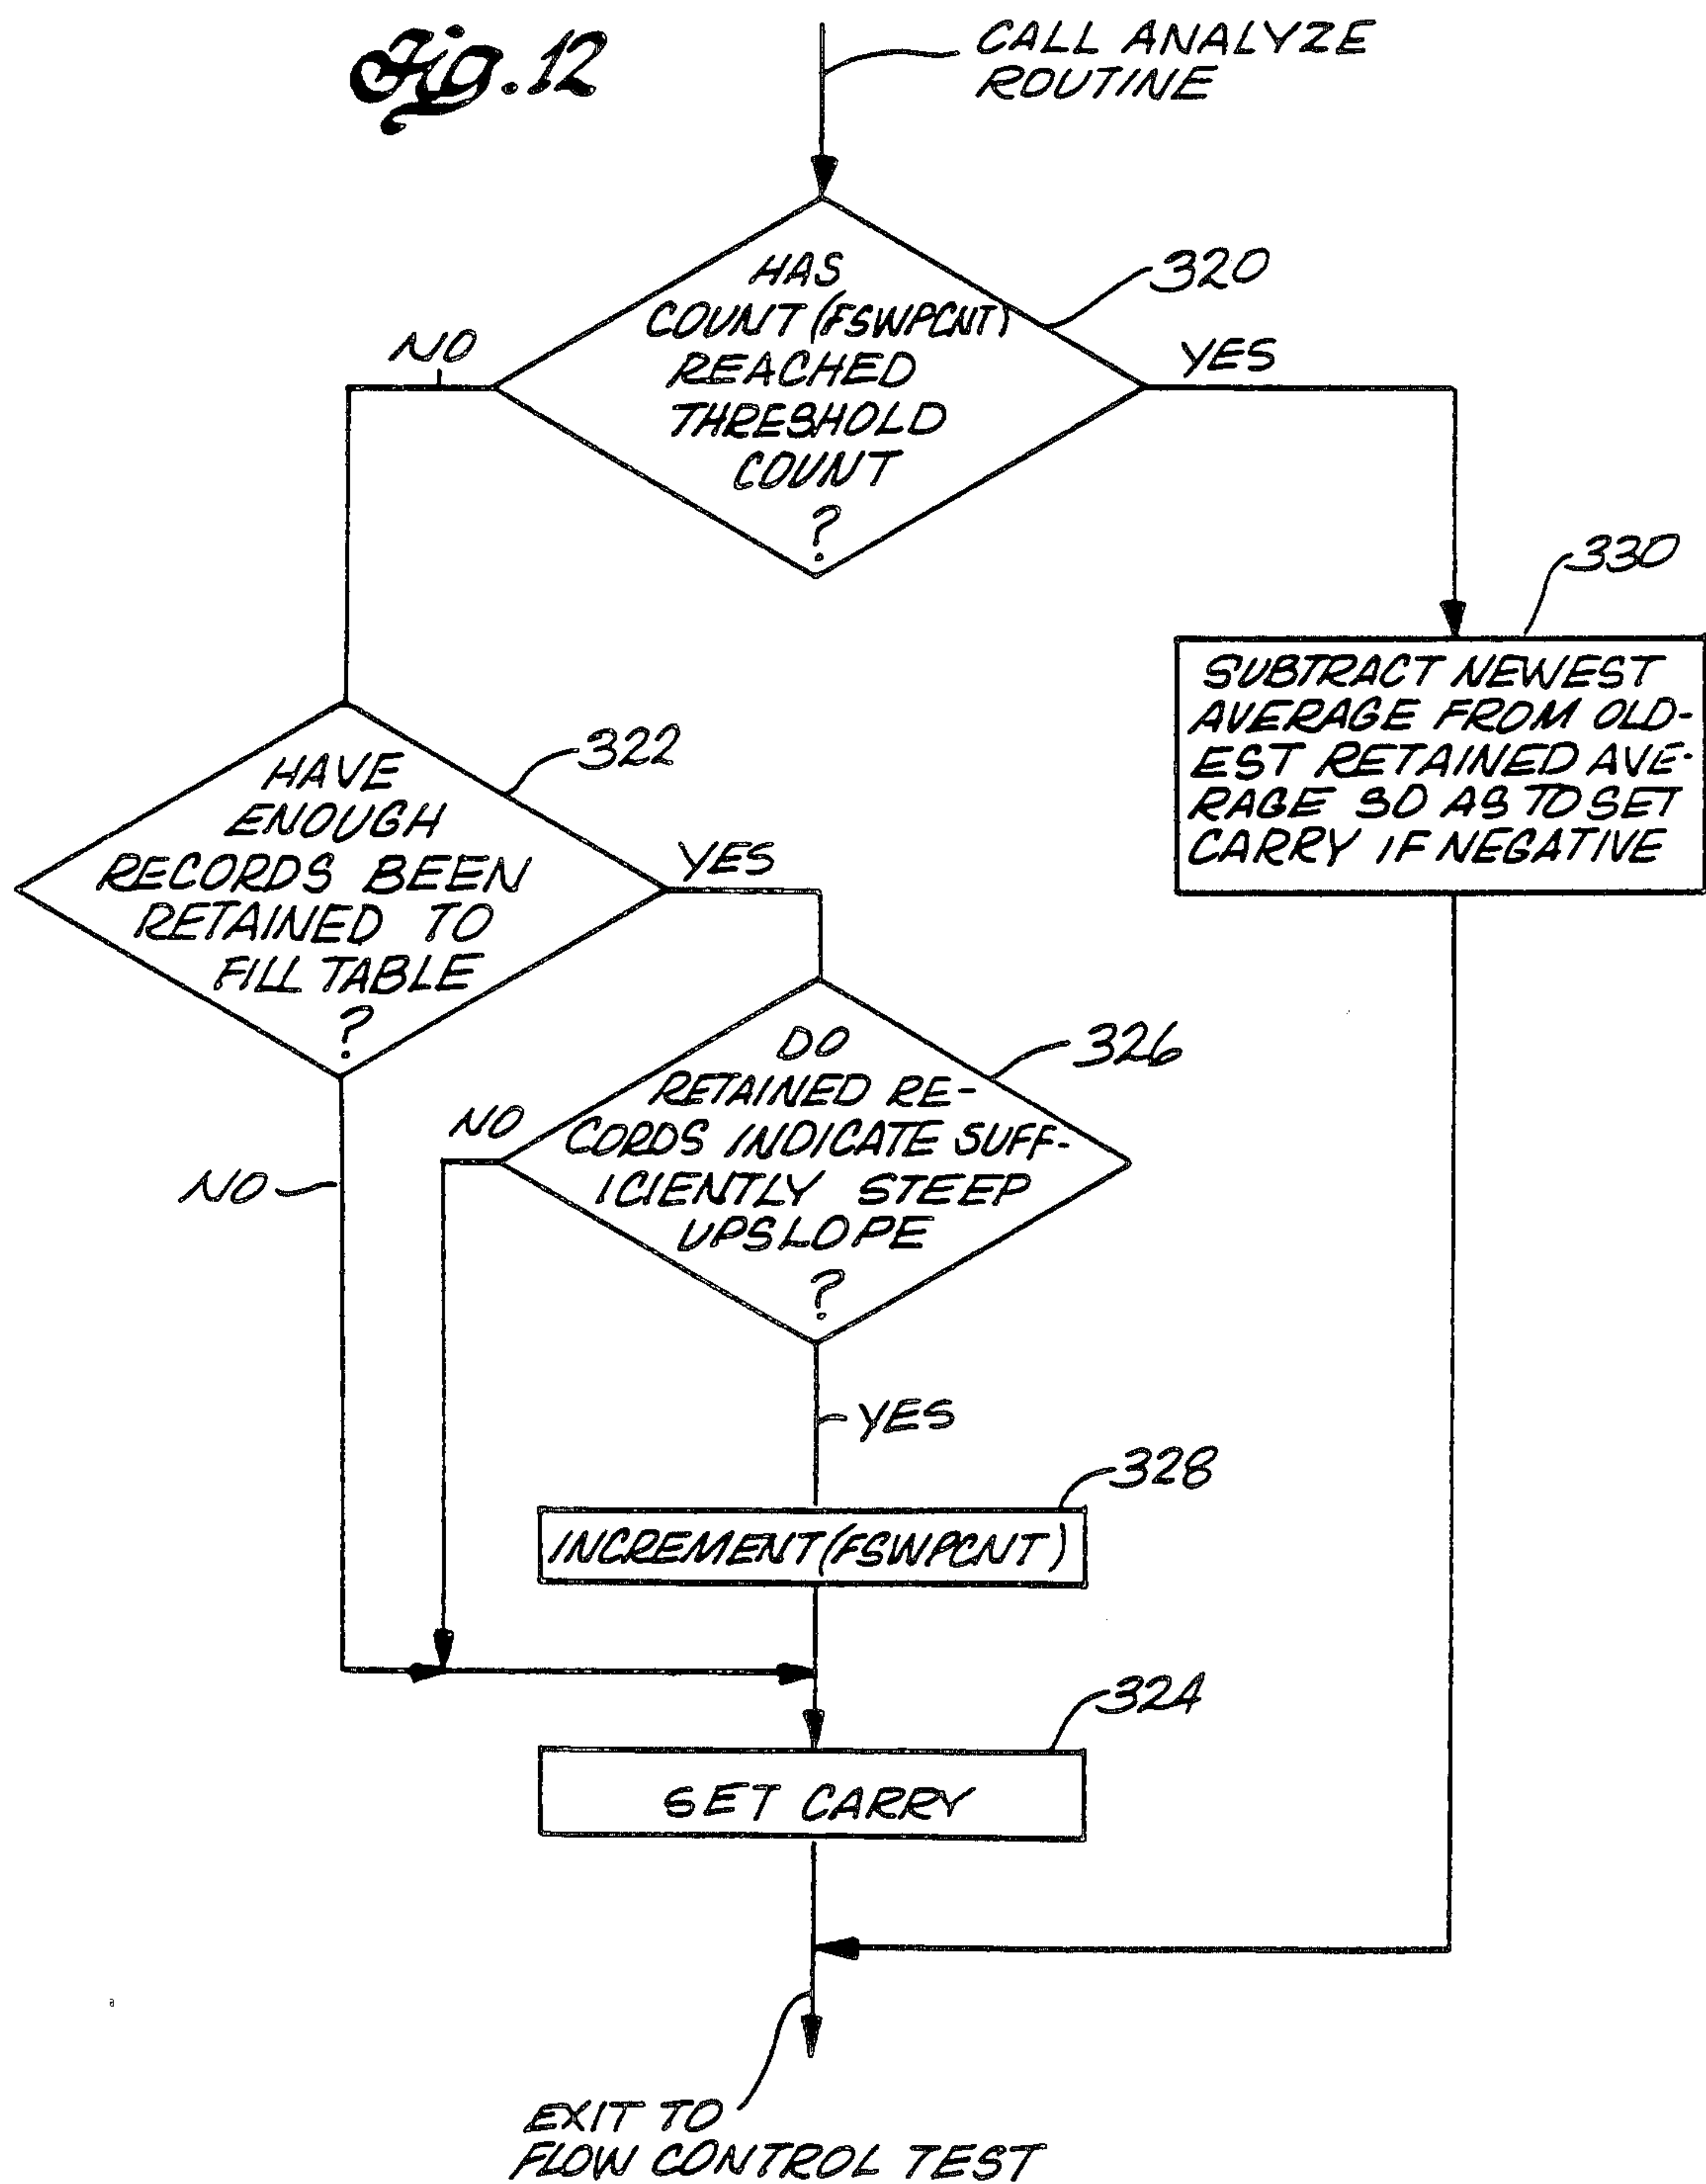 Fig. 12
CALL ANALYZE
ROUTINE
HAS
COUNT (FSWPCNT)
REACHED
THRESHOLD
COUNT
?
320
NO
YES
330
SUBTRACT NEWEST
AVERAGE FROM OLD-
EST RETAINED AVE-
RAGE SO AS TO SET
CARRY IF NEGATIVE
322
HAVE
ENOUGH
RECORDS BEEN
RETAINED TO
FILL TABLE
?
YES
NO
326
DO
RETAINED RE-
CORDS INDICATE SUFF-
ICIENTLY STEEP
UPSLOPE
?
NO
YES
328
INCREMENT (FSWPCNT)
324
SET CARRY
EXIT TO
FLOW CONTROL TEST